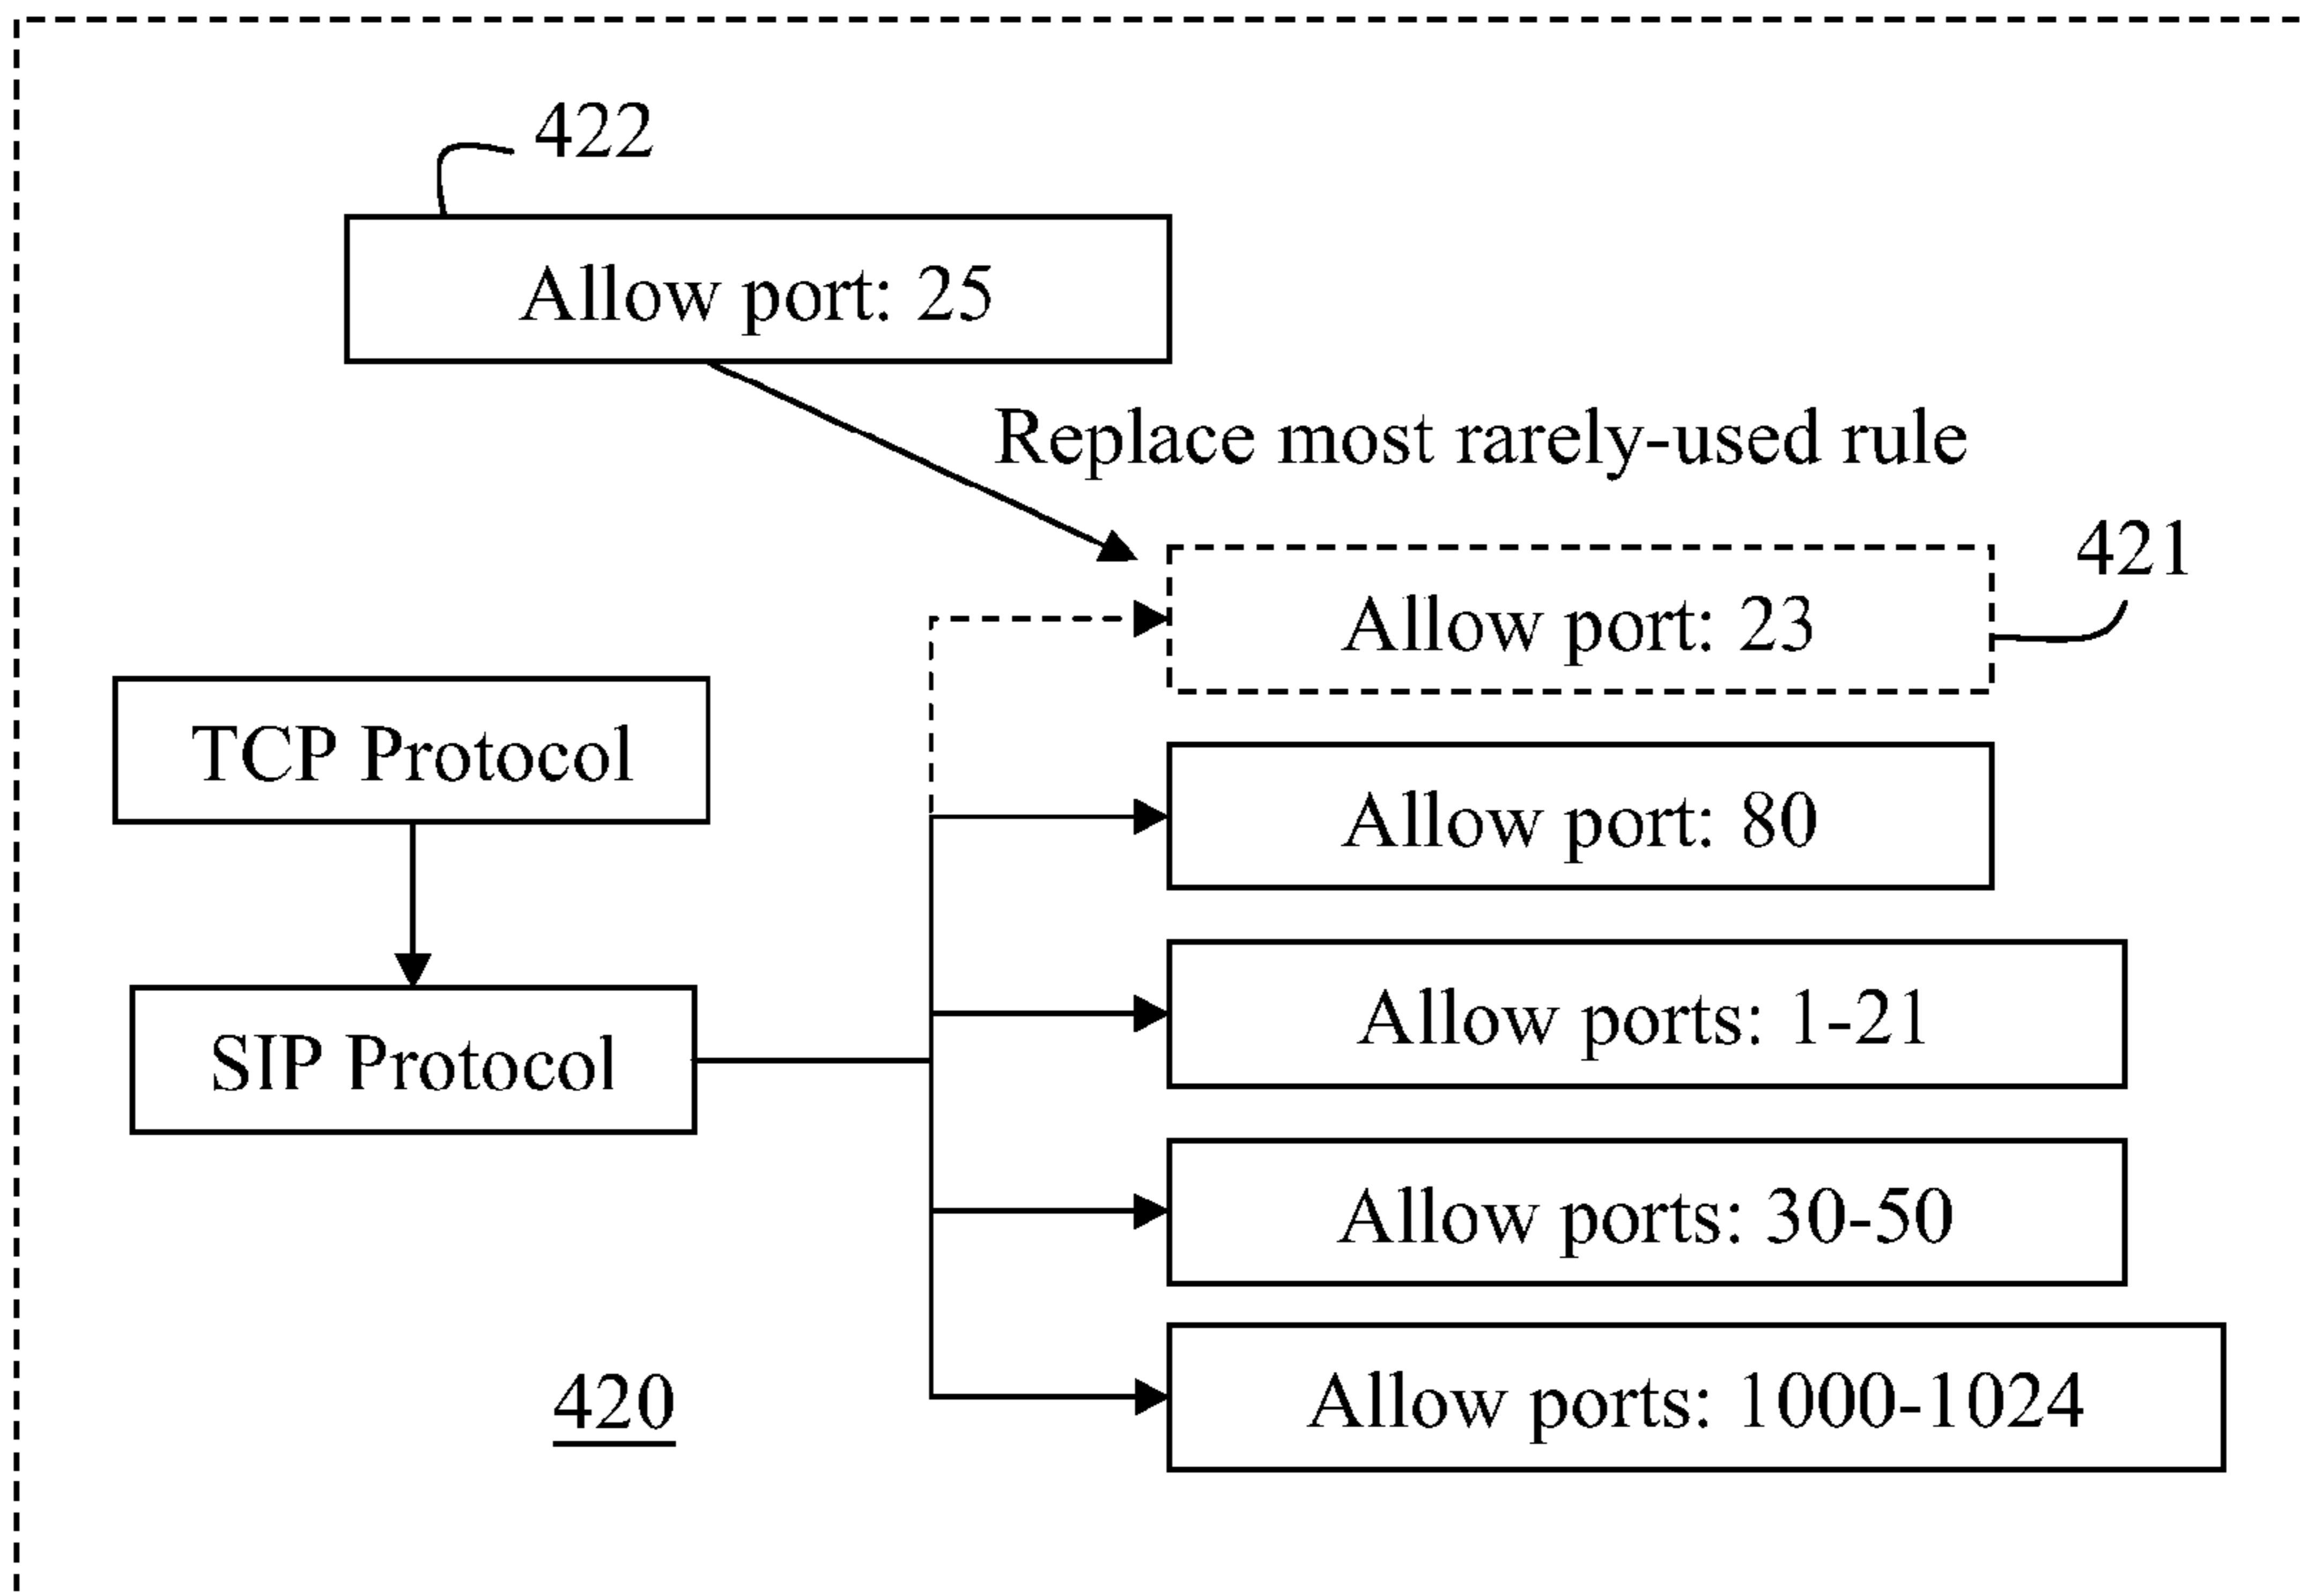 422
Allow port: 25
Replace most rarely-used rule
421
Allow port: 23
TCP Protocol
Allow port: 80
Allow ports: 1-21
SIP Protocol
Allow ports: 30-50
Allow ports: 1000-1024
420